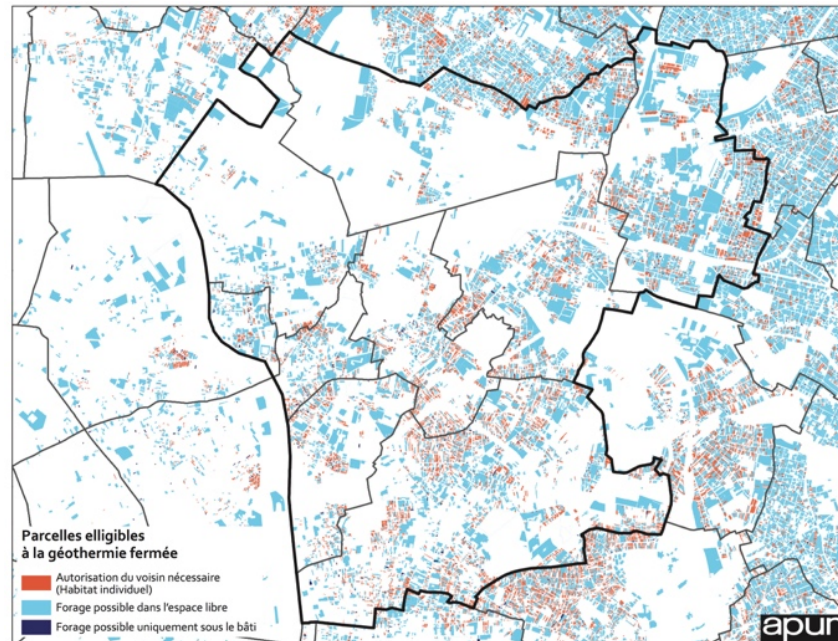 Parcelles elligibles
à la géothermie fermée
Autorisation du voisin nécessaire
(Habitat individuel)
Forage possible dans l'espace libre
Forage possible uniquement sous le bâti
apur